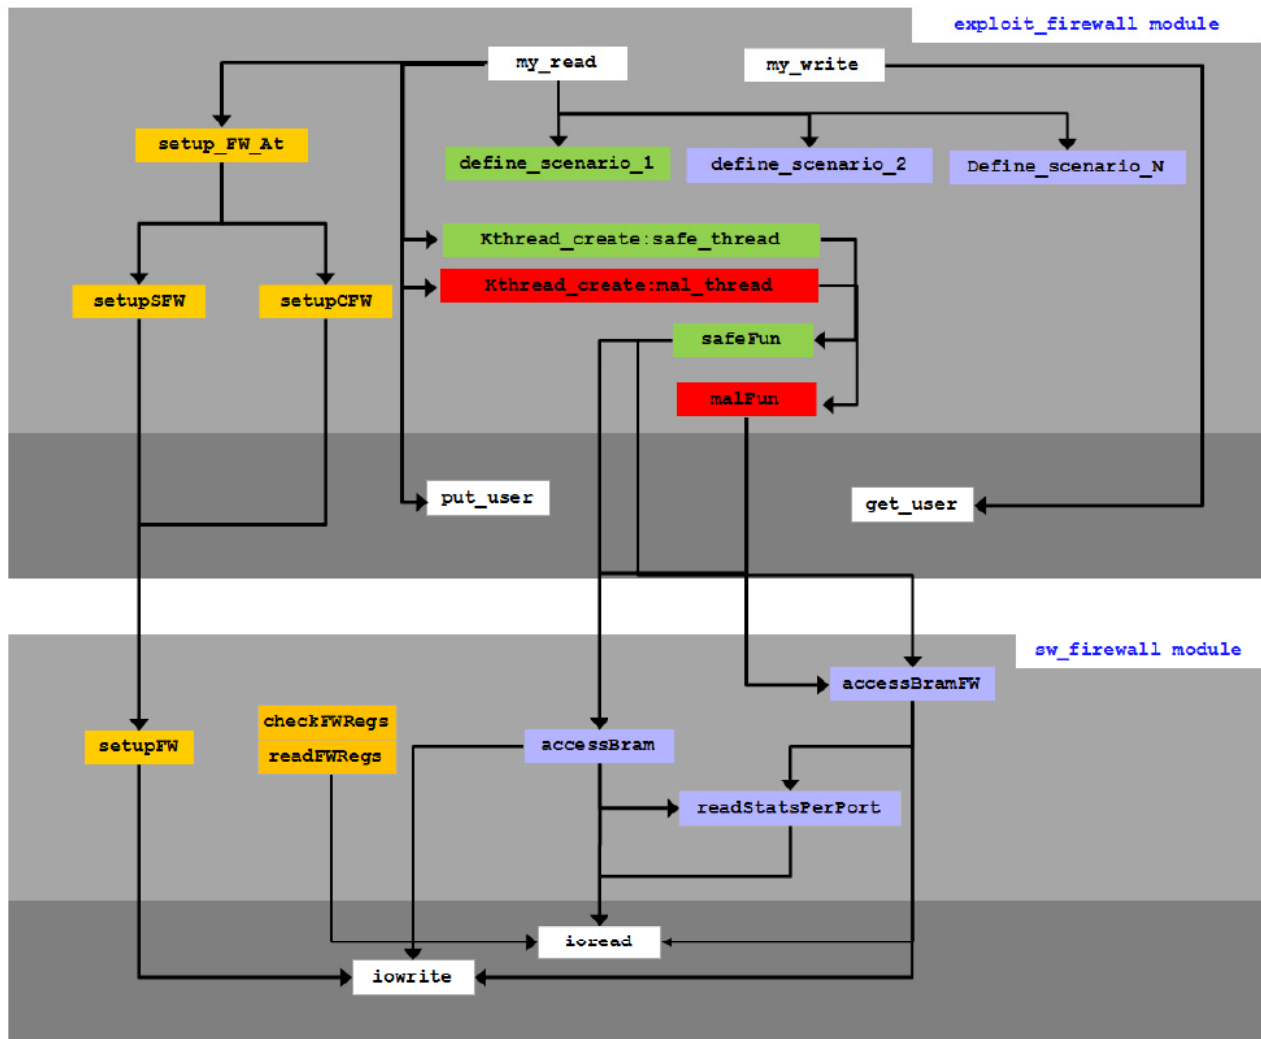 exploit_firewall module
my_read
my_write
setup_FW_At
define_scenario_1
define_scenario_2
Define_scenario_N
Kthread_create:safe_thread
Kthread_create:mal_thread
setupSFW
setupCFW
safeFun
malFun
put_user
get_user
sw_firewall module
accessBramFW
checkFWRegs
setupFW
readFWRegs
accessBram
readStatsPerPort
ioread
iowrite